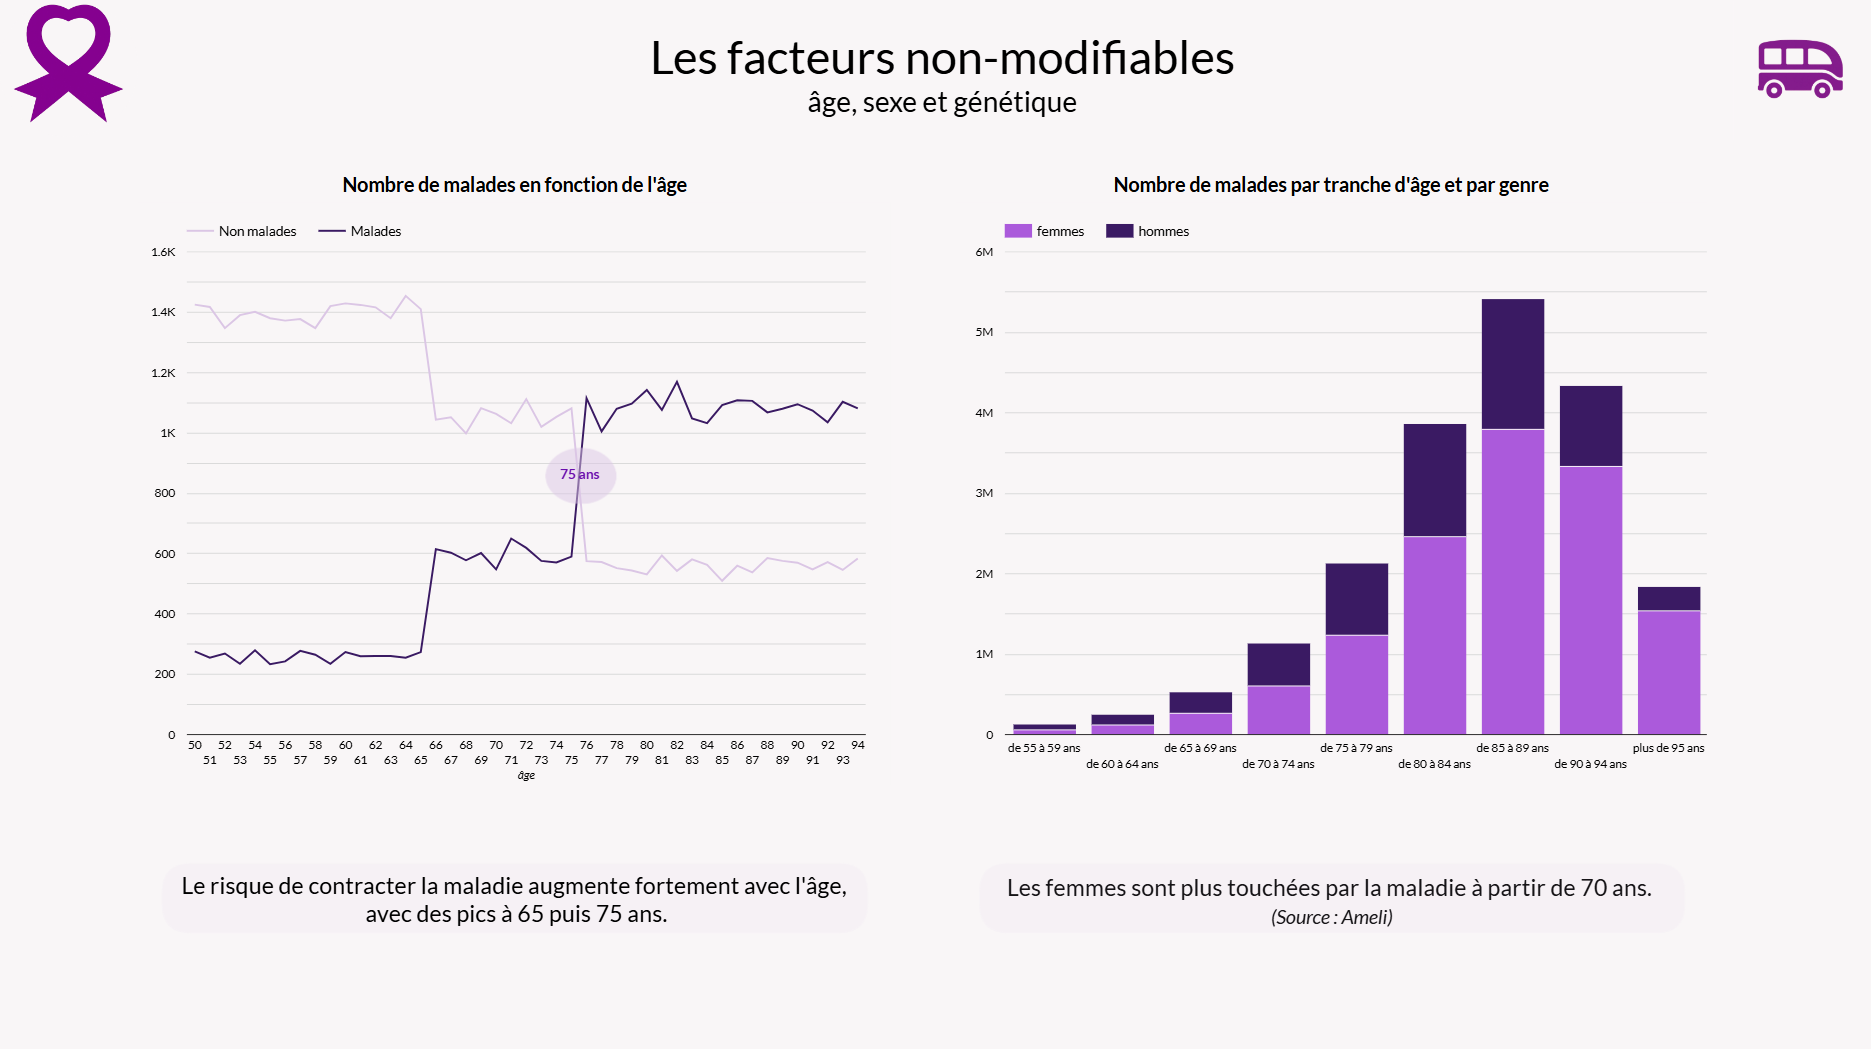 Les facteurs non-modifiables
âge, sexe et génétique
Nombre de malades en fonction de l'âge
Non malades Malades
1.6K
1.4K
1.2K
1K
800
600
400
200
0
75 ans
50 52 54 56 58 60 62 64 66 68 70 72 74 76 78 80 82 84 86 88 90 92 94
51 53 55 57 59 61 63 65 67 69 71 73 75 77 79 81 83 85 87 89 91 93
âge
Le risque de contracter la maladie augmente fortement avec l'âge,
avec des pics à 65 puis 75 ans.
Nombre de malades par tranche d'âge et par genre
femmes hommes
6M
5M
4M
3M
2M
1M
0
de 55 à 59 ans de 65 à 69 ans de 75 à 79 ans de 85 à 89 ans plus de 95 ans
de 60 à 64 ans de 70 à 74 ans de 80 à 84 ans de 90 à 94 ans
Les femmes sont plus touchées par la maladie à partir de 70 ans.
(Source : Ameli)